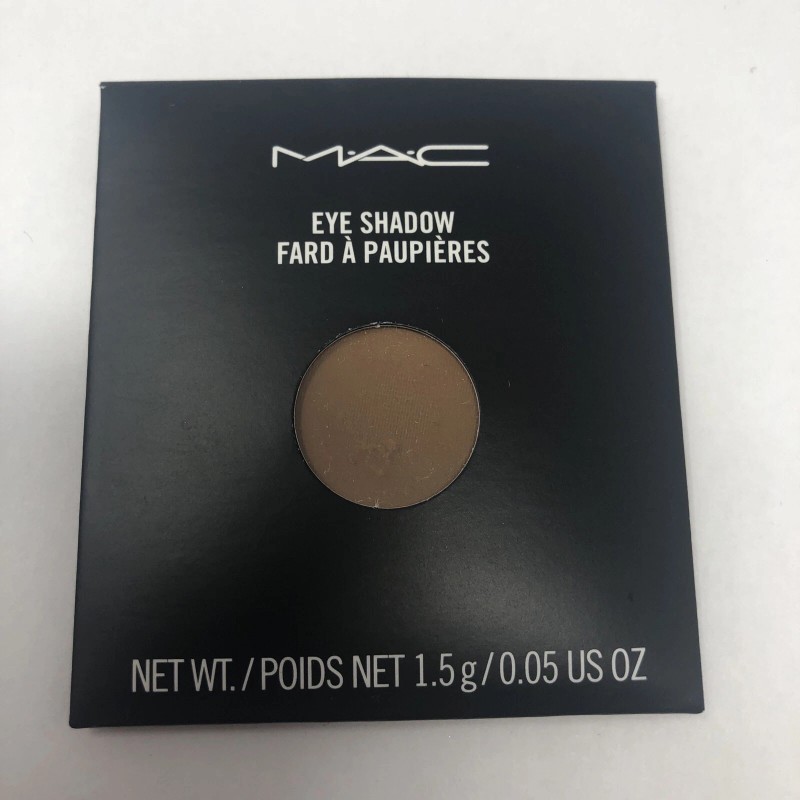 M·A·C
EYE SHADOW
FARD À PAUPIÈRES
NET WT. / POIDS NET 1.5 g / 0.05 US OZ